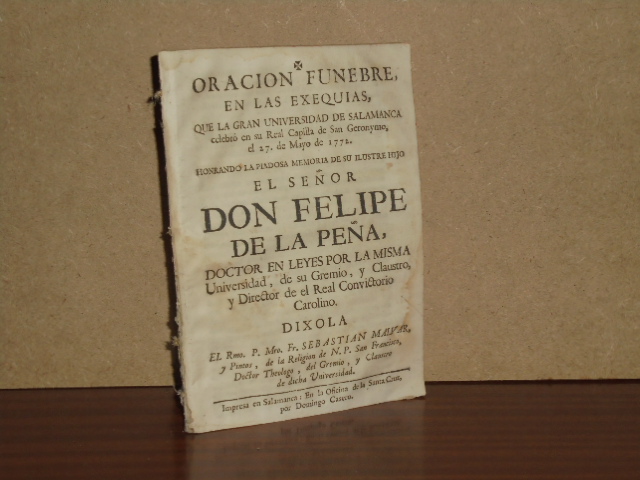 ✠
ORACION FUNEBRE,
EN LAS EXEQUIAS,
QUE LA GRAN UNIVERSIDAD DE SALAMANCA
celebrò en su Real Capilla de San Geronymo,
el 27. de Mayo de 1772.
HONRANDO LA PIADOSA MEMORIA DE SU ILUSTRE HIJO
EL SEÑOR
DON FELIPE
DE LA PEÑA,
DOCTOR EN LEYES POR LA MISMA
Universidad, de su Gremio, y Claustro,
y Director de el Real Convictorio
Carolino.
DIXOLA
EL Rmo. P. Mro. Fr. SEBASTIAN MALVAR,
y Pintos, de la Religion de N. P. San Francisco,
Doctor Theologo, del Gremio, y Claustro
de dicha Universidad.
Impresa en Salamanca: En la Oficina de la Santa Cruz,
por Domingo Casero.